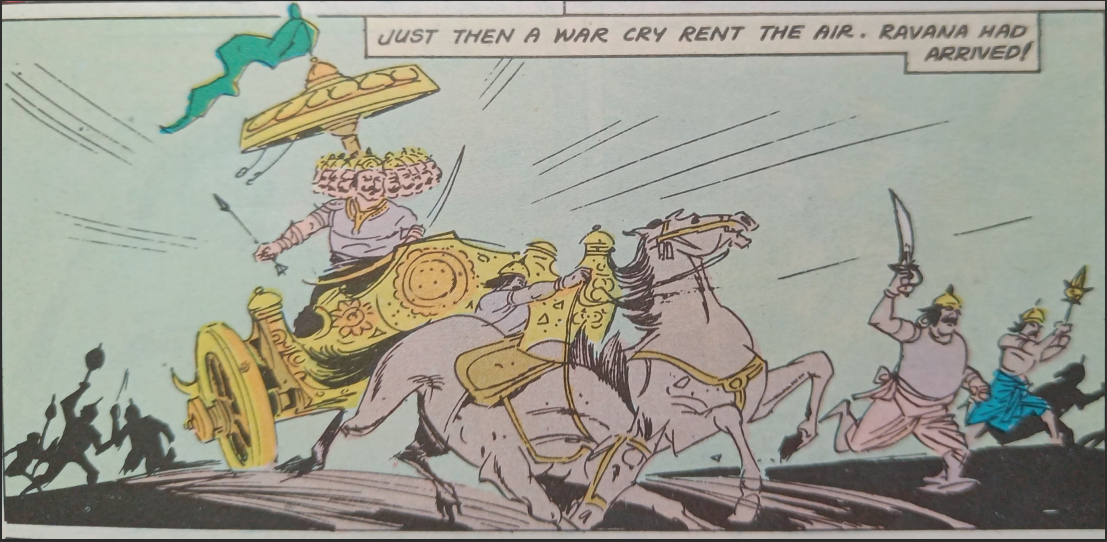 JUST THEN A WAR CRY RENT THE AIR. RAVANA HAD
ARRIVED!